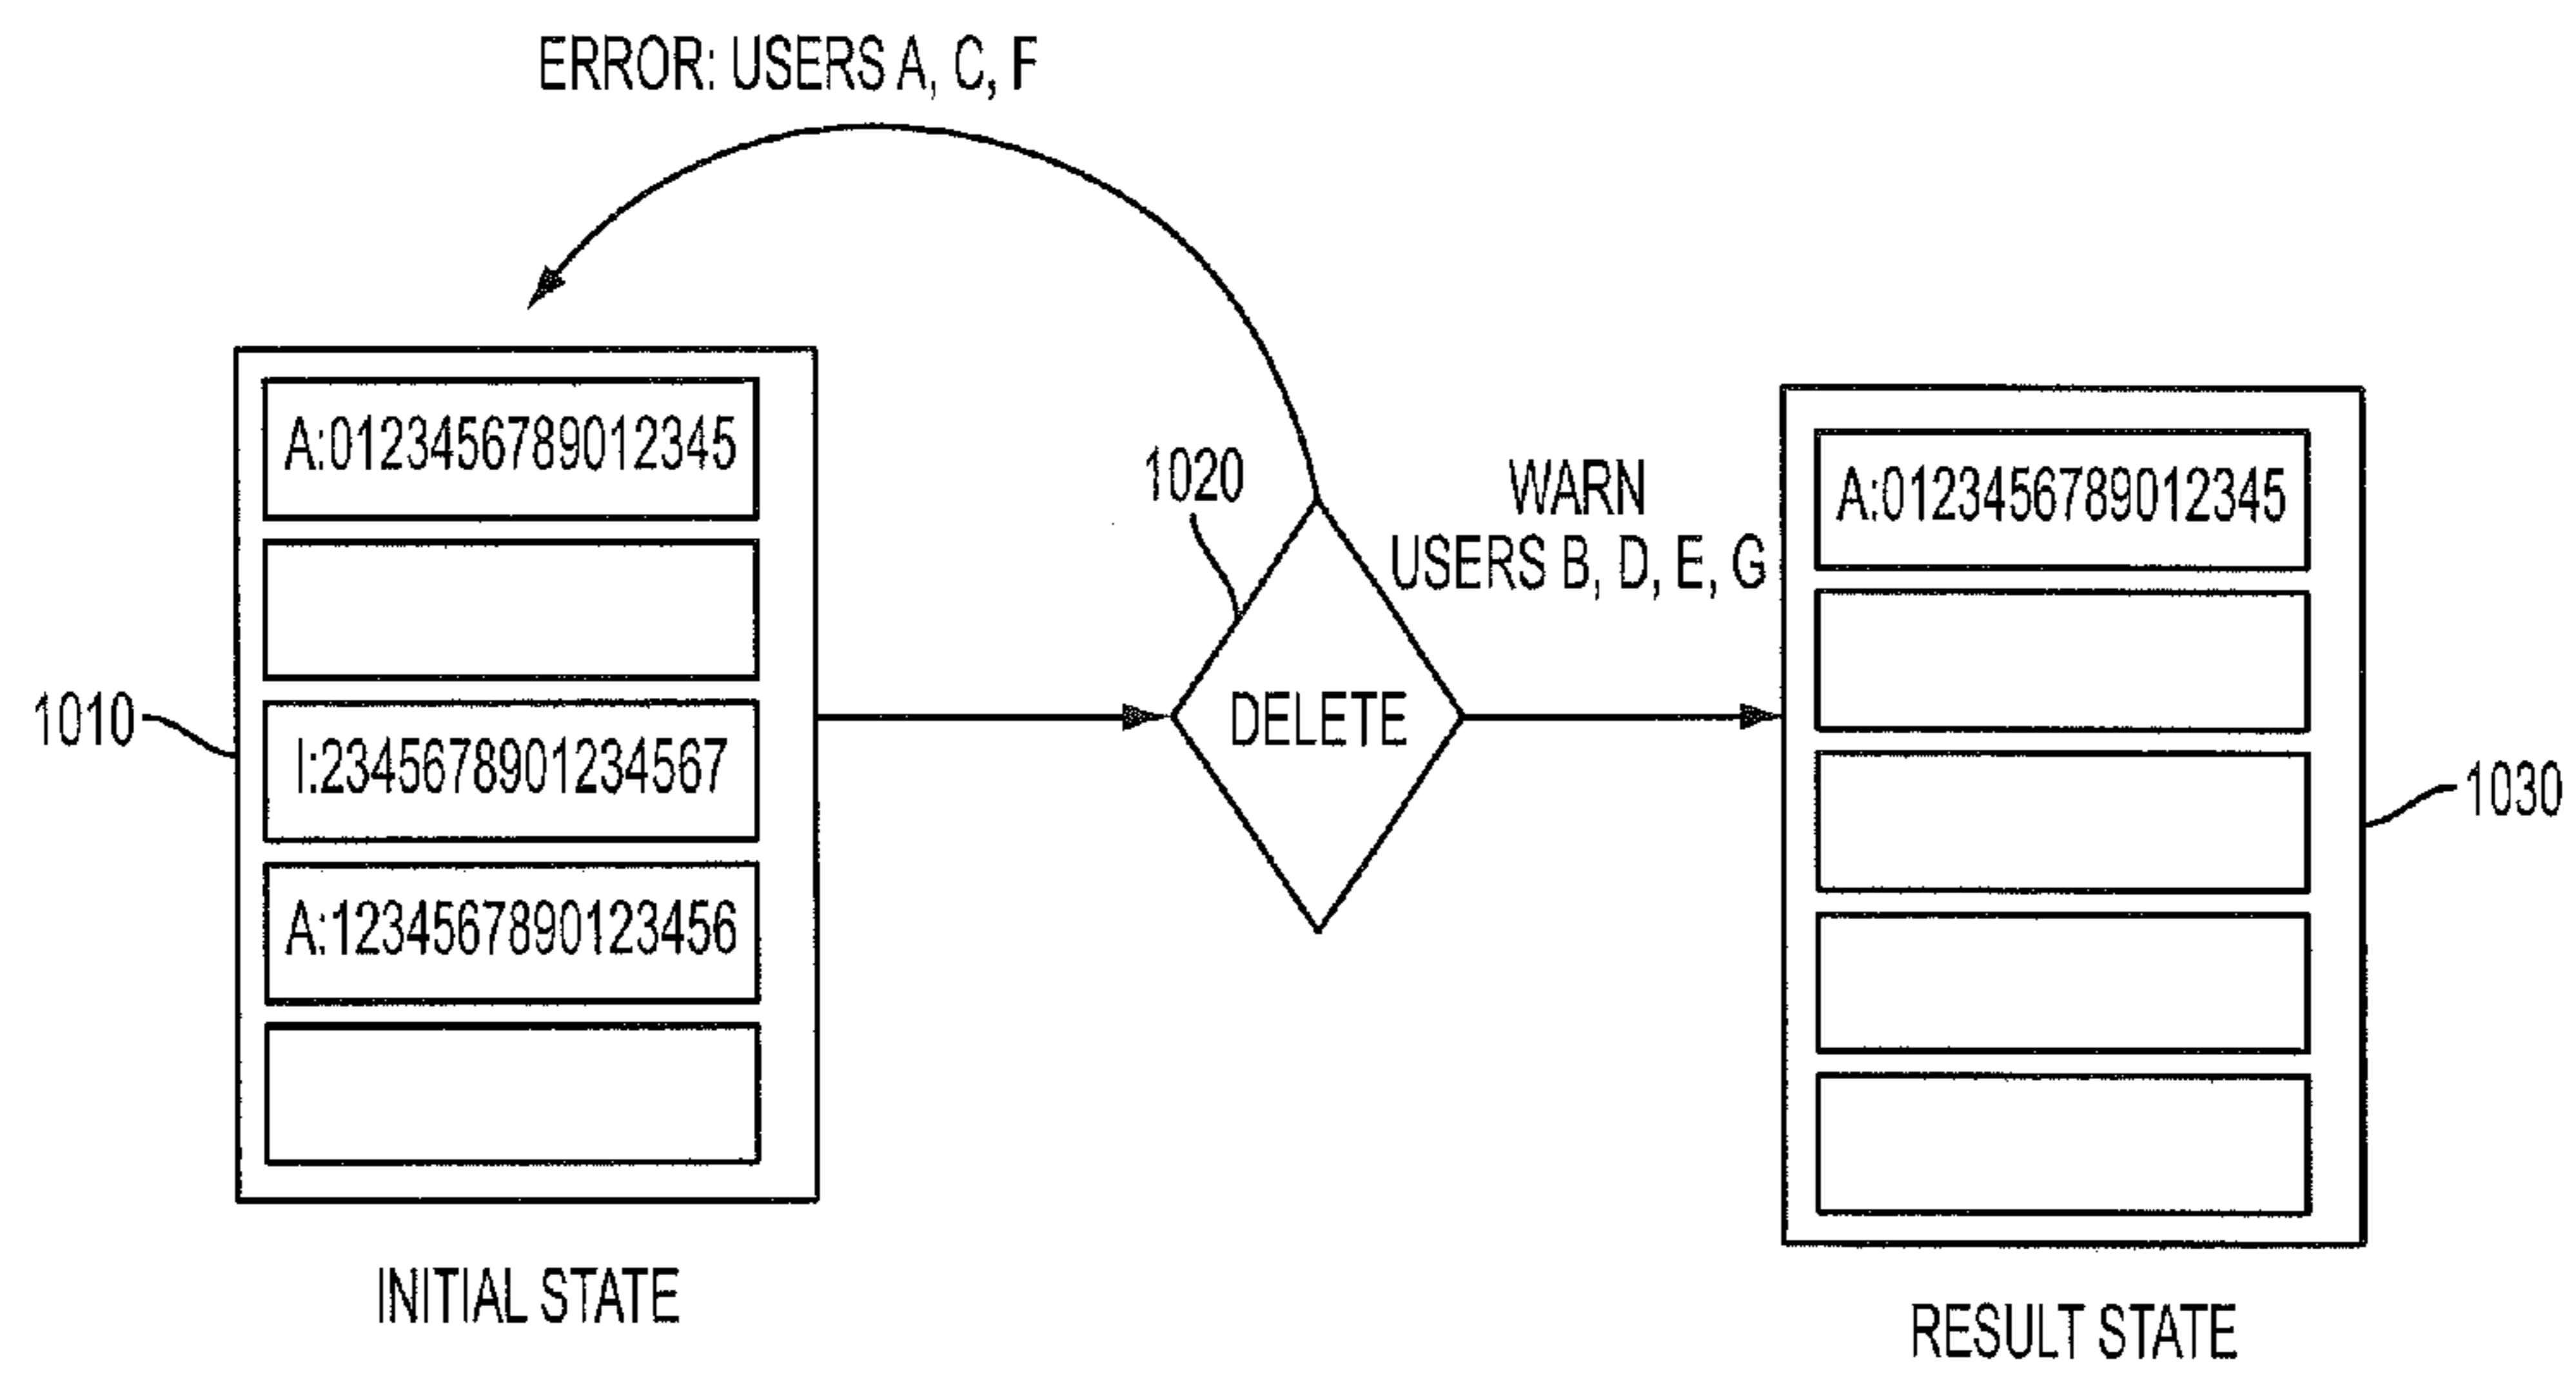 ERROR: USERS A, C, F
A:0123456789012345
I:2345678901234567
A:1234567890123456
1010
INITIAL STATE
1020
DELETE
WARN
USERS B, D, E, G
A:0123456789012345
1030
RESULT STATE